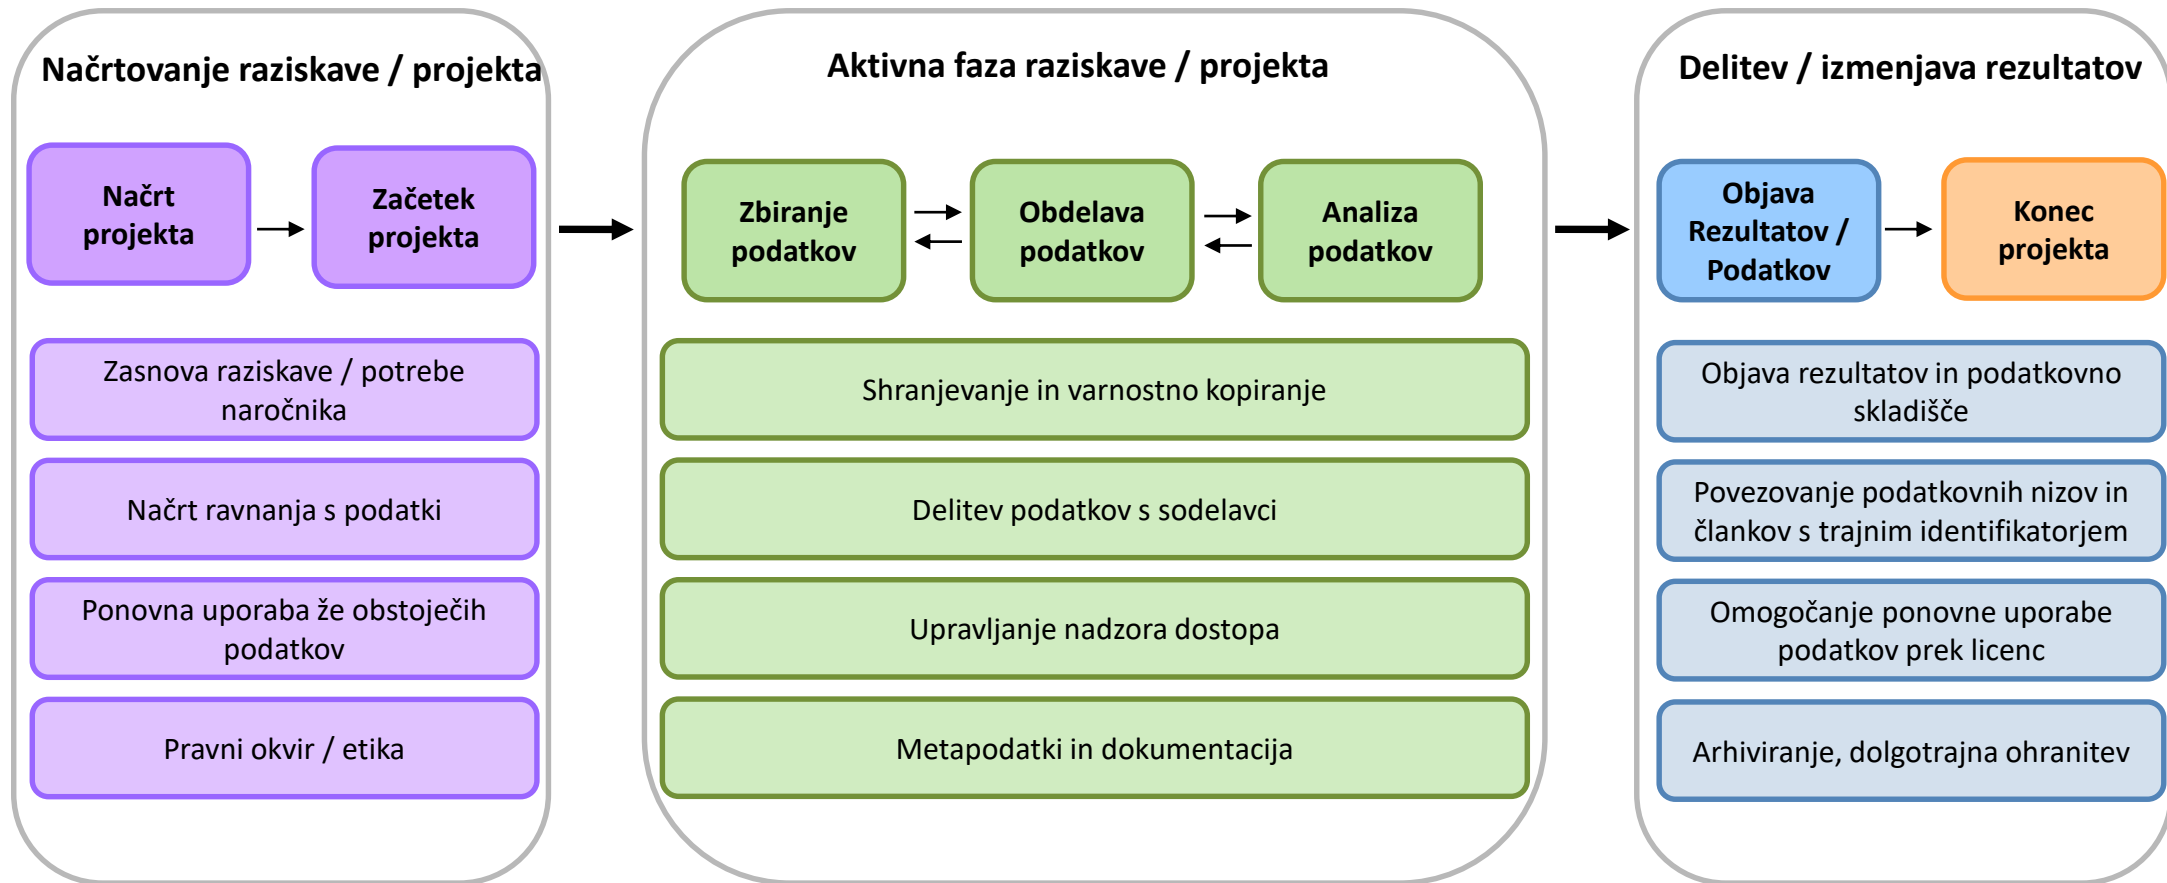 Načrtovanje raziskave / projekta
Načrt
projekta
Začetek
projekta
Zasnova raziskave / potrebe
naročnika
Načrt ravnanja s podatki
Ponovna uporaba že obstoječih
podatkov
Pravni okvir / etika
Aktivna faza raziskave / projekta
Zbiranje
podatkov
Obdelava
podatkov
Analiza
podatkov
Shranjevanje in varnostno kopiranje
Delitev podatkov s sodelavci
Upravljanje nadzora dostopa
Metapodatki in dokumentacija
Delitev / izmenjava rezultatov
Objava
Rezultatov /
Podatkov
Konec
projekta
Objava rezultatov in podatkovno
skladišče
Povezovanje podatkovnih nizov in
člankov s trajnim identifikatorjem
Omogočanje ponovne uporabe
podatkov prek licenc
Arhiviranje, dolgotrajna ohranitev